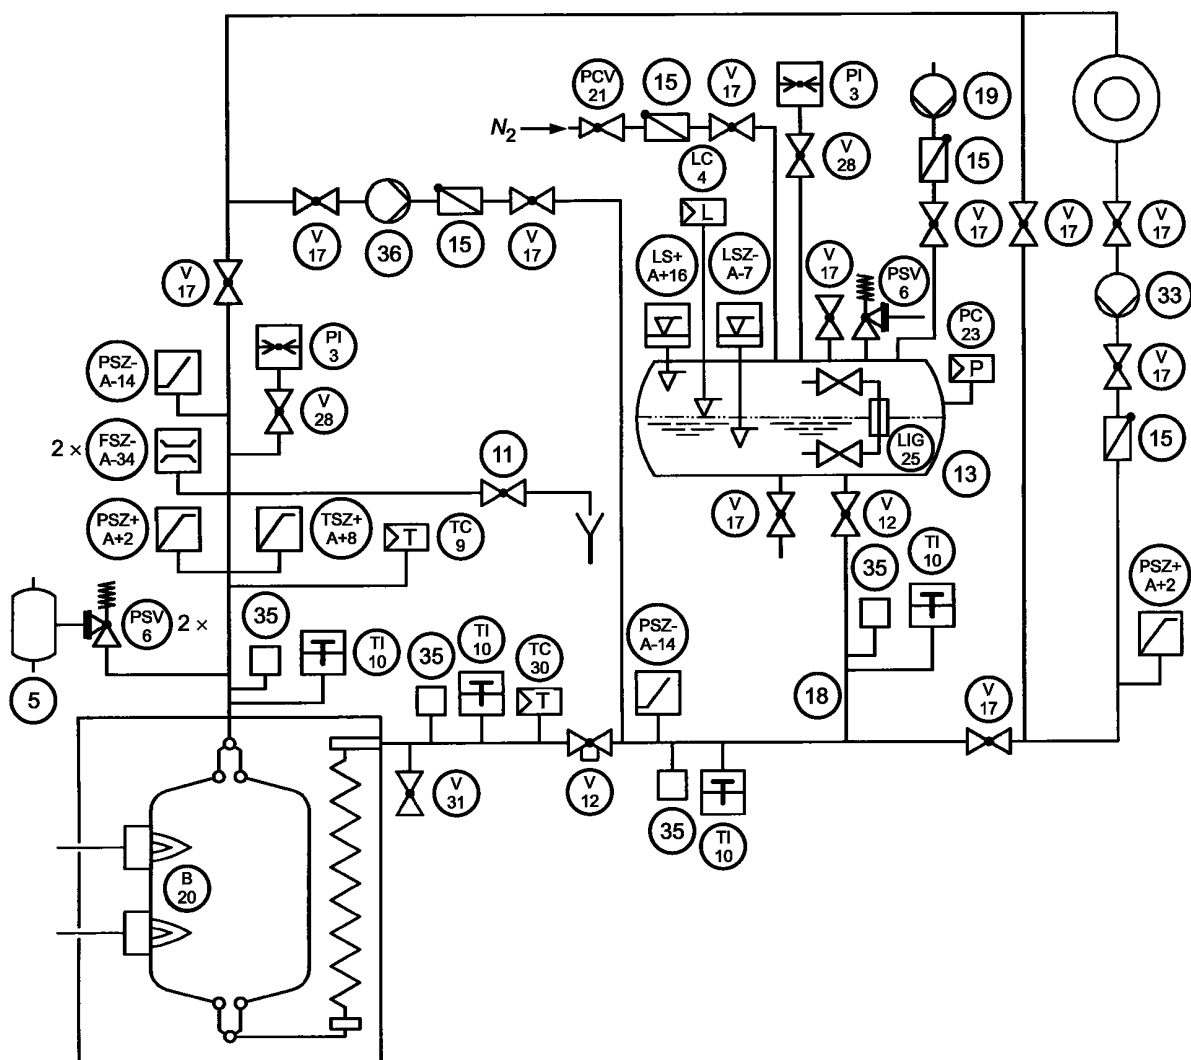 PCV
21
15
V
17
PI
3
19
N2
LC
4
V
28
15
L
V
17
36
15
V
17
LS+
A+16
LSZ-
A-7
V
17
PSV
6
V
17
V
17
V
17
V
17
33
PI
3
PC
23
P
PSZ-
A-14
V
28
V
17
2 ×
FSZ-
A-34
11
LIG
25
13
15
PSZ+
A+2
TSZ+
A+8
T
TC
9
V
17
V
12
TI
10
35
T
PSZ+
A+2
PSV
6
2 ×
35
T
TI
10
35
TI
10
T
TC
30
T
PSZ-
A-14
5
18
V
17
V
31
V
12
35
T
TI
10
B
20